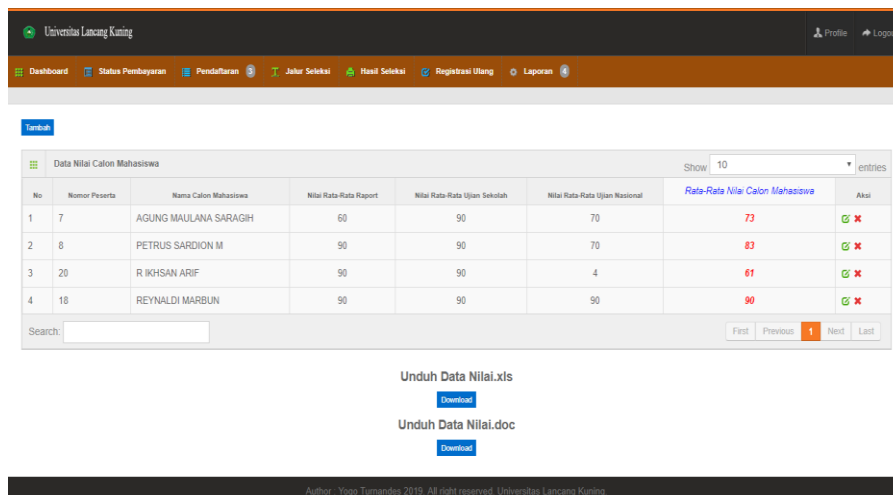 Universitas Lancang Kuning
Profile Logou
Dashboard Status Pembayaran Pendaftaran 3 Jalur Seleksi Hasil Seleksi Registrasi Ulang Laporan 4
Tambah
Data Nilai Calon Mahasiswa Show 10 entries
No Nomor Peserta Nama Calon Mahasiswa Nilai Rata-Rata Raport Nilai Rata-Rata Ujian Sekolah Nilai Rata-Rata Ujian Nasional Rata-Rata Nilai Calon Mahasiswa Aksi
1 7 AGUNG MAULANA SARAGIH 60 90 70 73
2 8 PETRUS SARDION M 90 90 70 83
3 20 R IKHSAN ARIF 90 90 4 61
4 18 REYNALDI MARBUN 90 90 90 90
Search: First Previous 1 Next Last
Unduh Data Nilai.xls
Download
Unduh Data Nilai.doc
Download
Author : Yogo Turnandes 2019. All right reserved. Universitas Lancang Kuning.